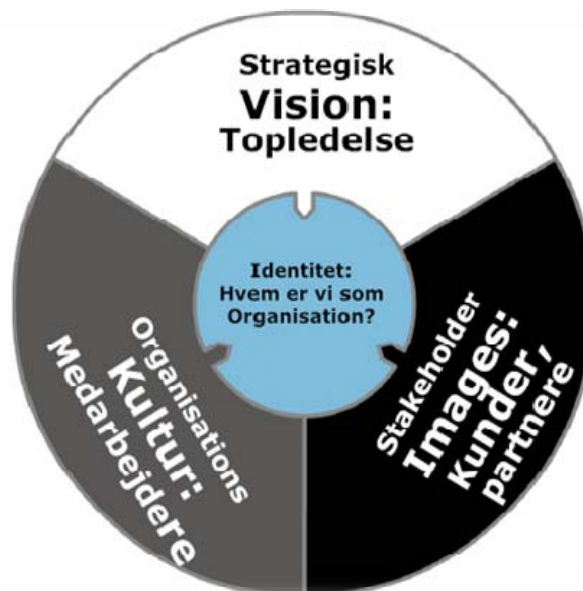 Strategisk
Vision:
Topledelse
Identitet:
Hvem er vi som
Organisation?
Organisations
Kultur:
Medarbejdere
Stakeholder
Images:
Kunder,
partnere